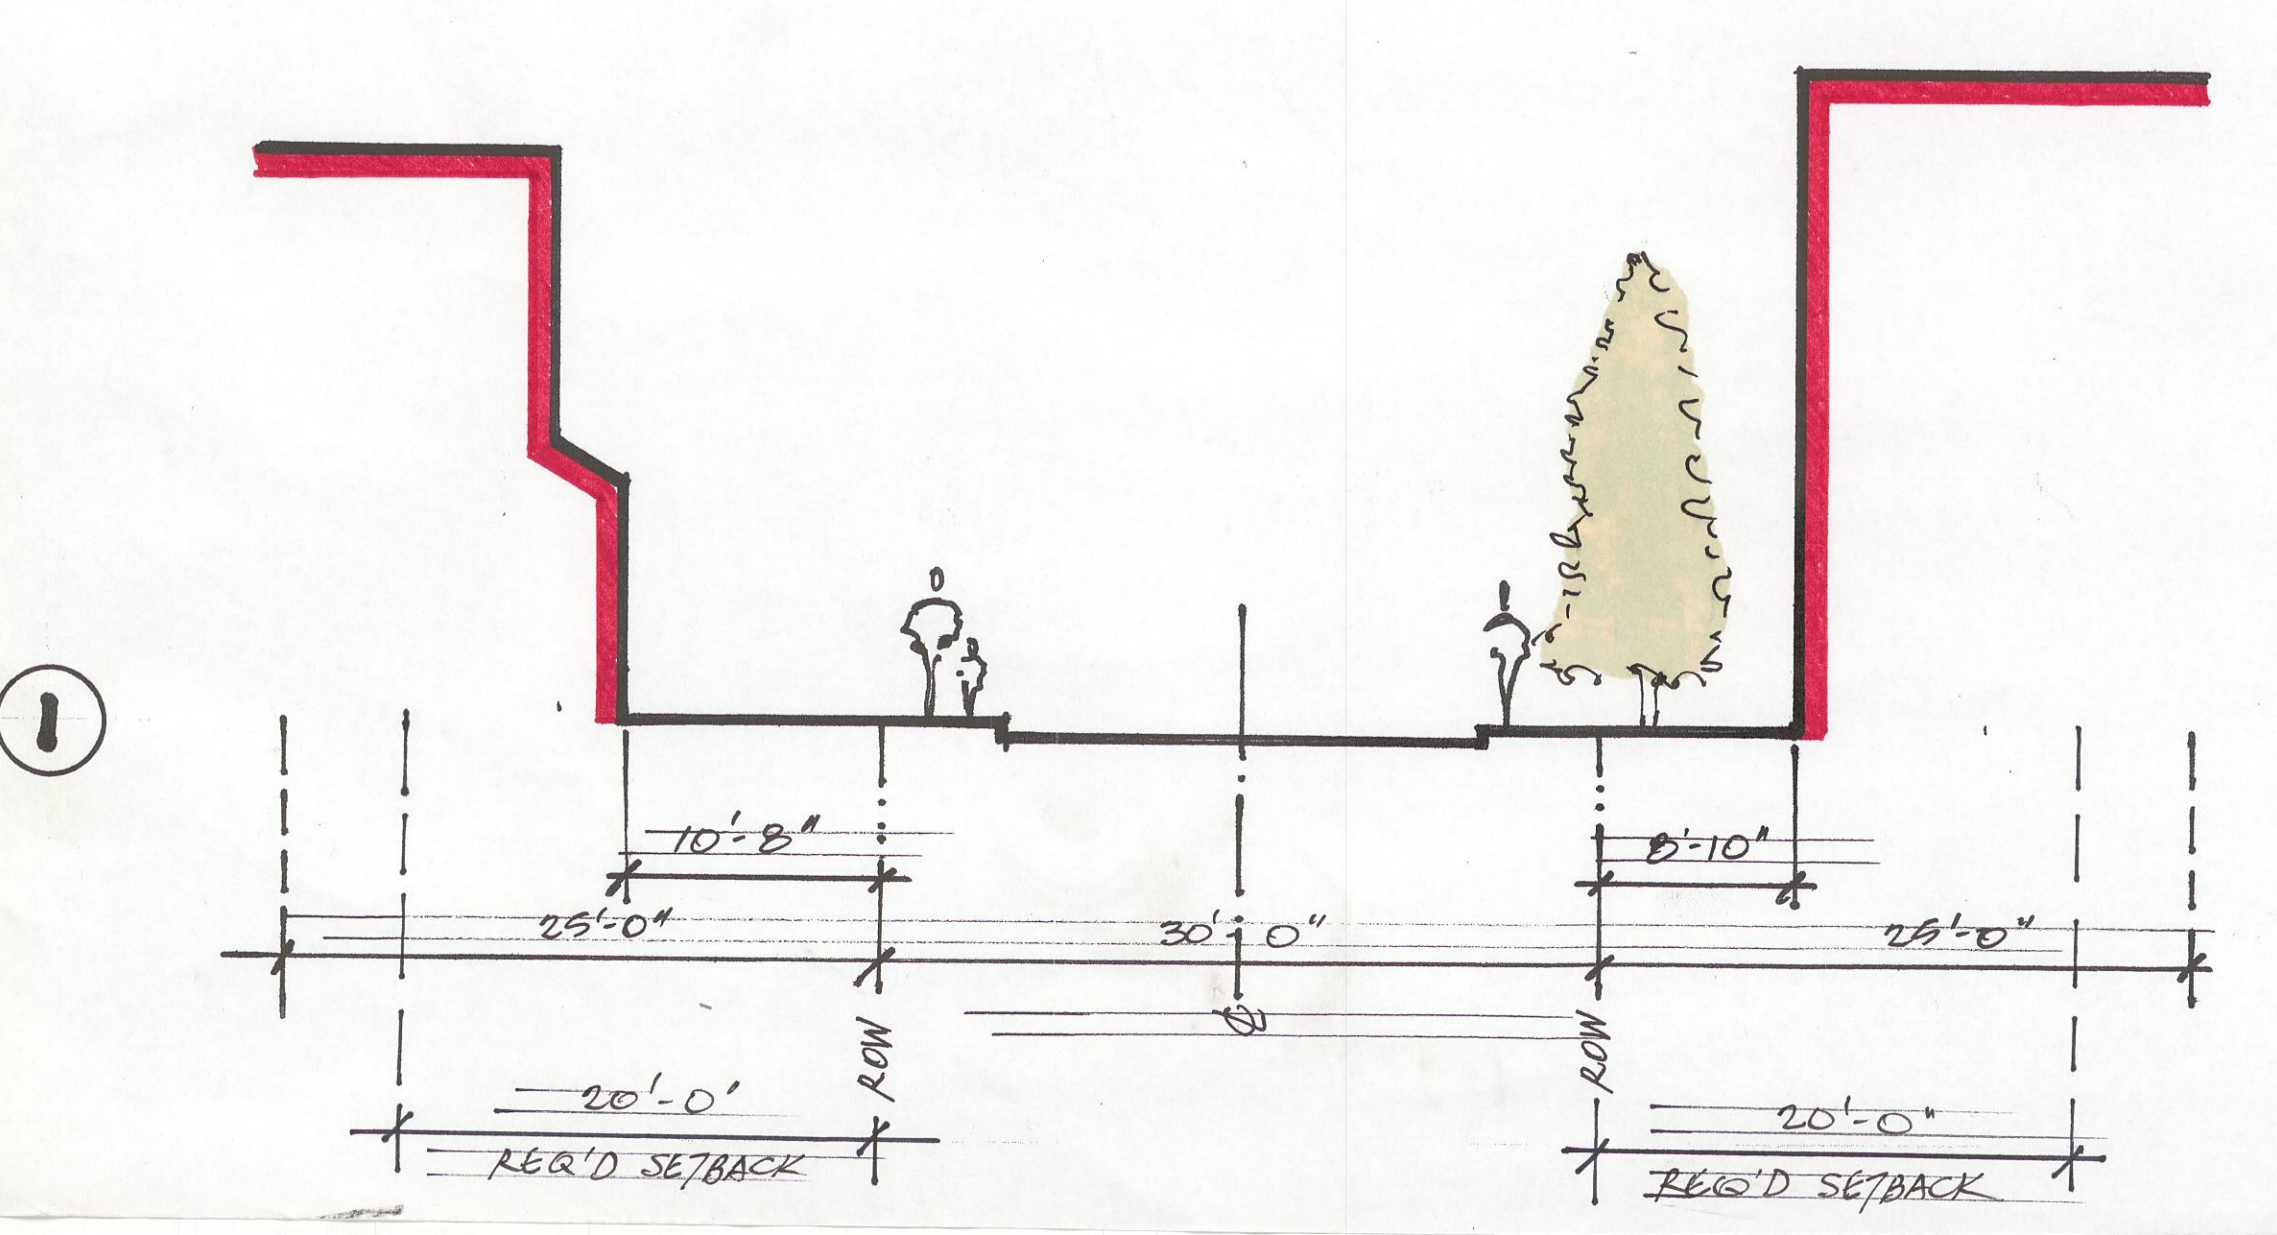 1
10'-8"
8'-10"
25'-0"
30'-0"
25'-0"
ROW
℄
ROW
20'-0'
20'-0"
REQ'D SETBACK
REQ'D SETBACK